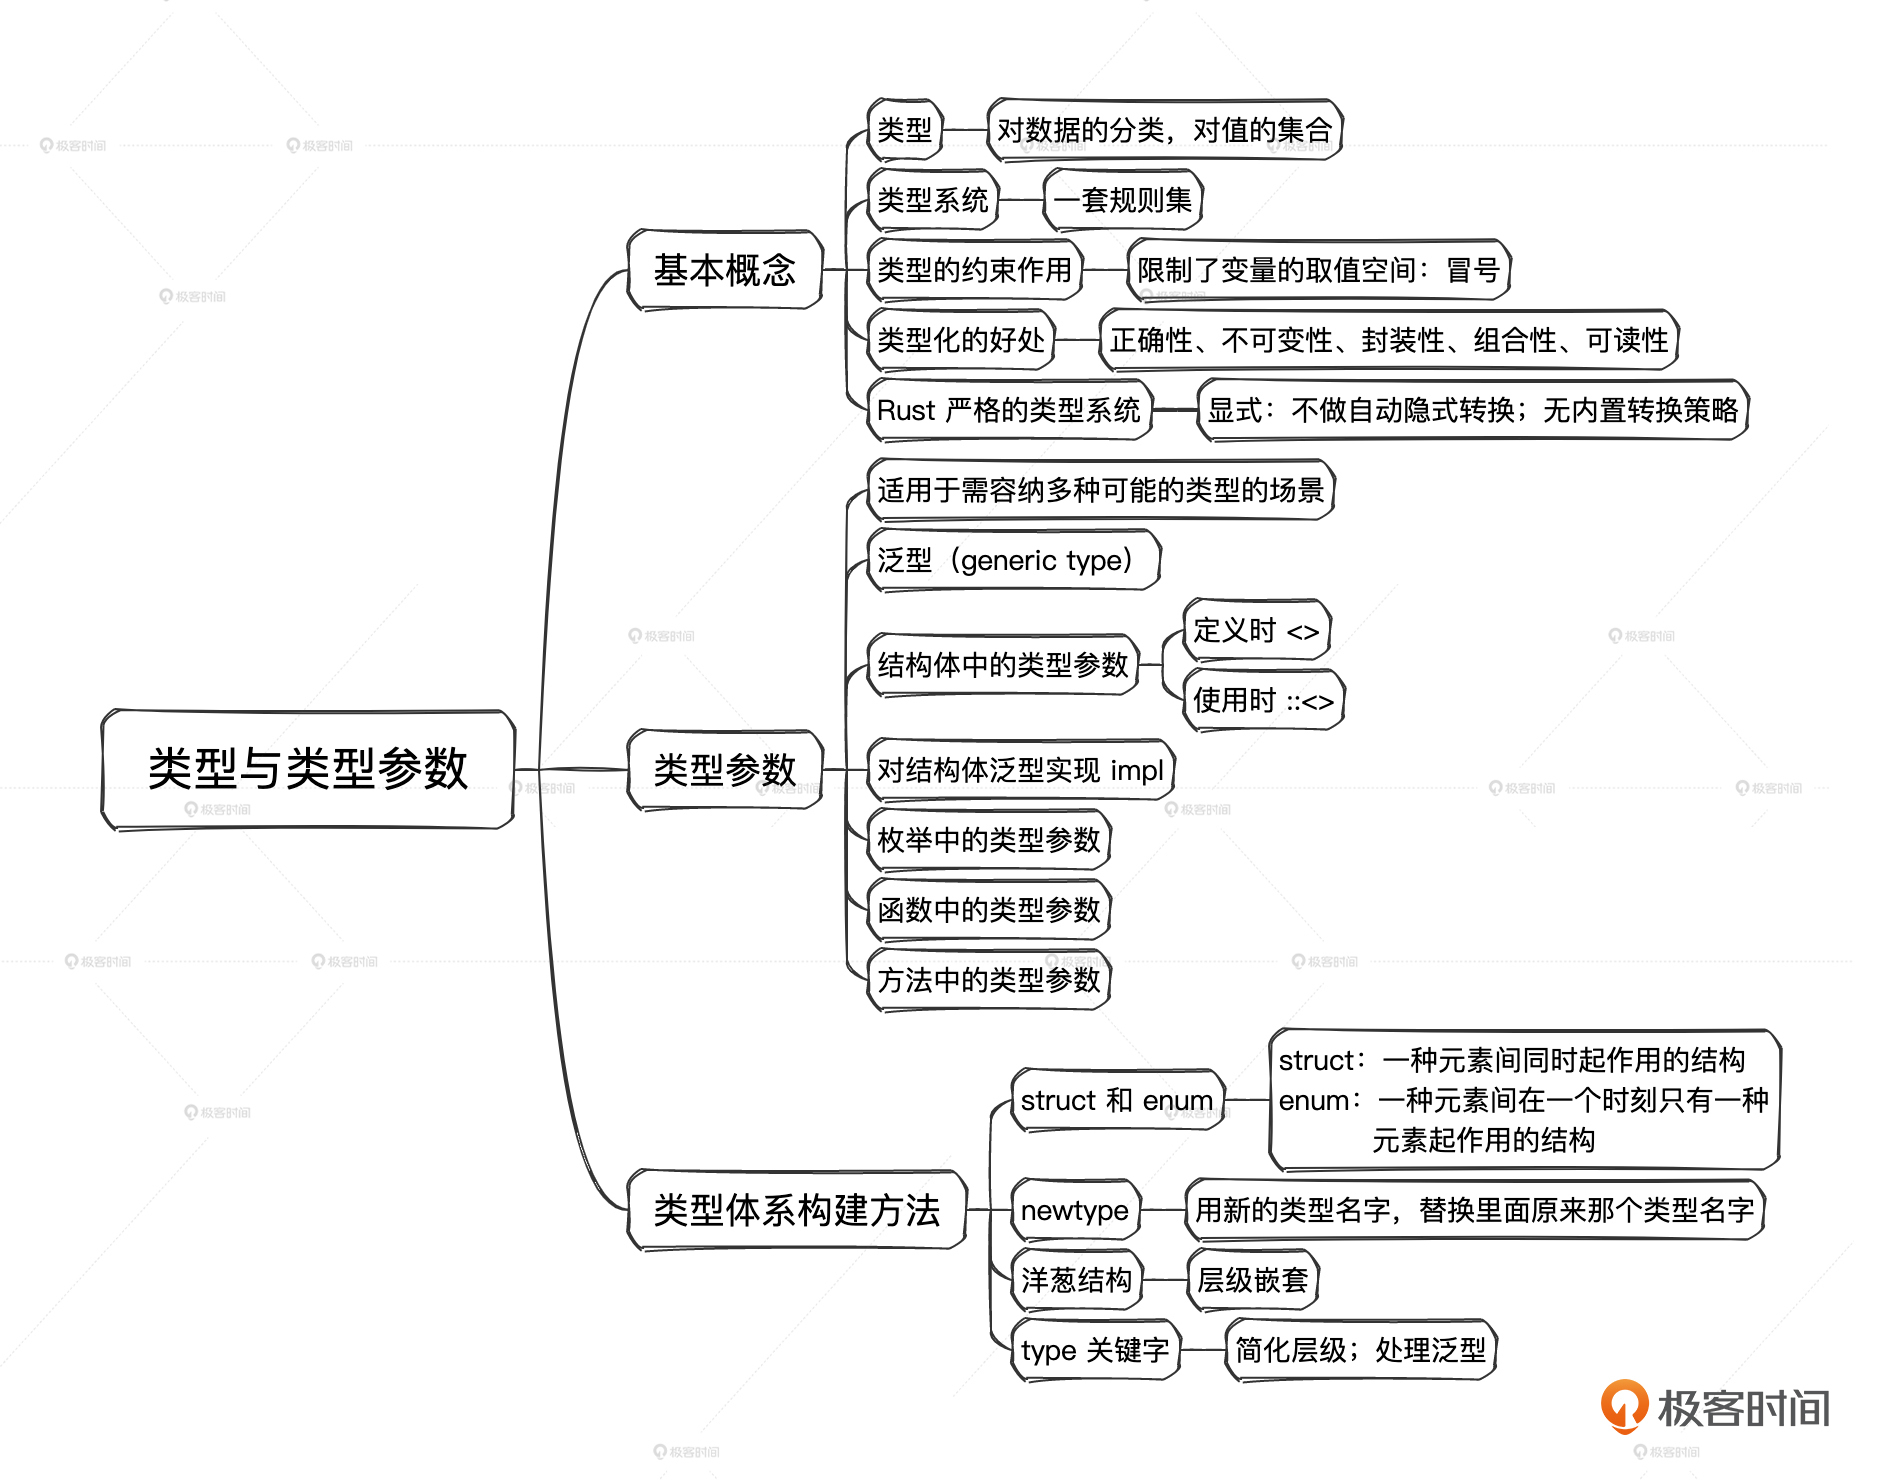 类型与类型参数
基本概念
类型
对数据的分类，对值的集合
类型系统
一套规则集
类型的约束作用
限制了变量的取值空间：冒号
类型化的好处
正确性、不可变性、封装性、组合性、可读性
Rust 严格的类型系统
显式：不做自动隐式转换；无内置转换策略
类型参数
适用于需容纳多种可能的类型的场景
泛型（generic type）
结构体中的类型参数
定义时 <>
使用时 ::<>
对结构体泛型实现 impl
枚举中的类型参数
函数中的类型参数
方法中的类型参数
类型体系构建方法
struct 和 enum
struct：一种元素间同时起作用的结构
enum：一种元素间在一个时刻只有一种
元素起作用的结构
newtype
用新的类型名字，替换里面原来那个类型名字
洋葱结构
层级嵌套
type 关键字
简化层级；处理泛型
极客时间